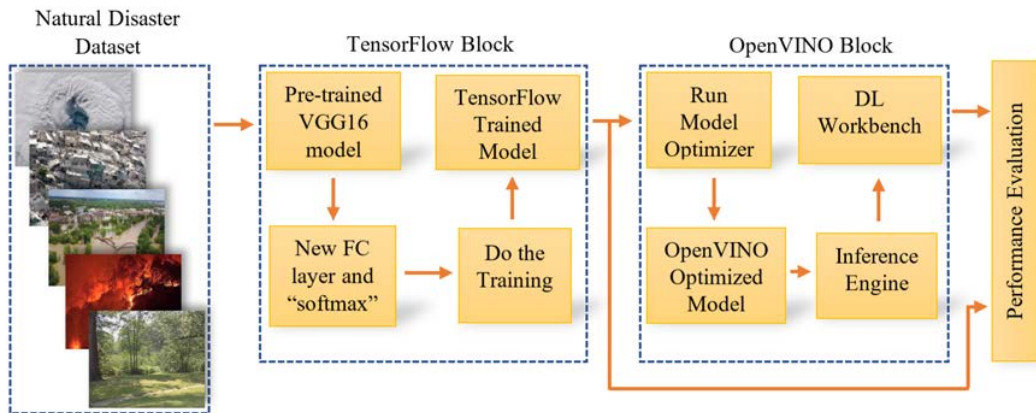 Natural Disaster
Dataset
TensorFlow Block
OpenVINO Block
Pre-trained
VGG16
model
TensorFlow
Trained
Model
New FC
layer and
“softmax”
Do the
Training
Run
Model
Optimizer
DL
Workbench
OpenVINO
Optimized
Model
Inference
Engine
Performance Evaluation